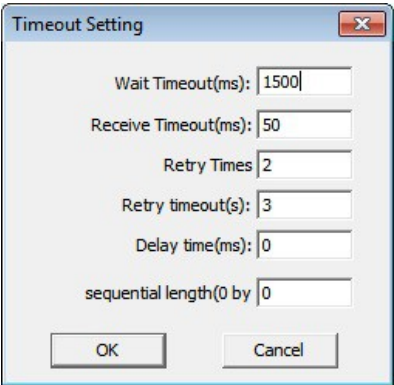 Timeout Setting
Wait Timeout(ms): 1500
Receive Timeout(ms): 50
Retry Times 2
Retry timeout(s): 3
Delay time(ms): 0
sequential length(0 by 0
OK Cancel